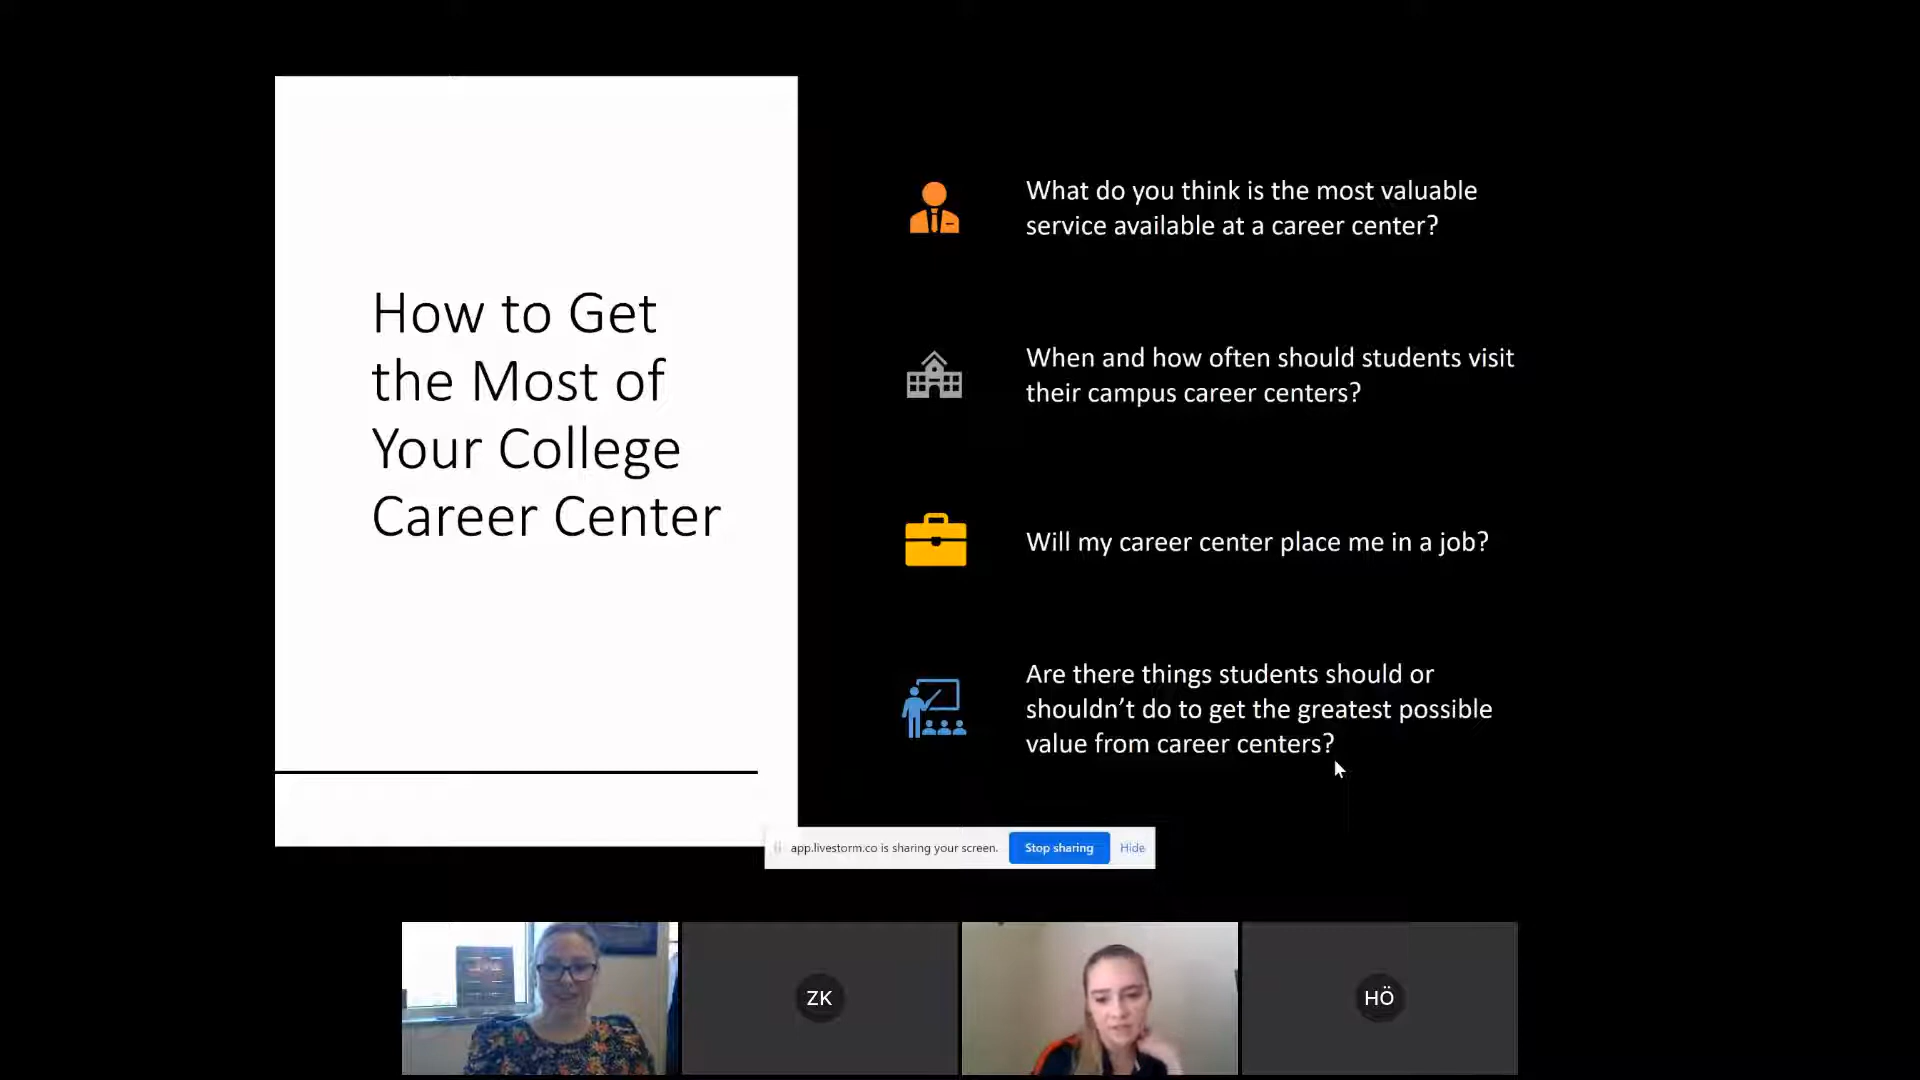 How to Get
the Most of
Your College
Career Center
What do you think is the most valuable
service available at a career center?
When and how often should students visit
their campus career centers?
Will my career center place me in a job?
Are there things students should or
shouldn’t do to get the greatest possible
value from career centers?
app.livestorm.co is sharing your screen.
Stop sharing
Hide
ZK
HÖ